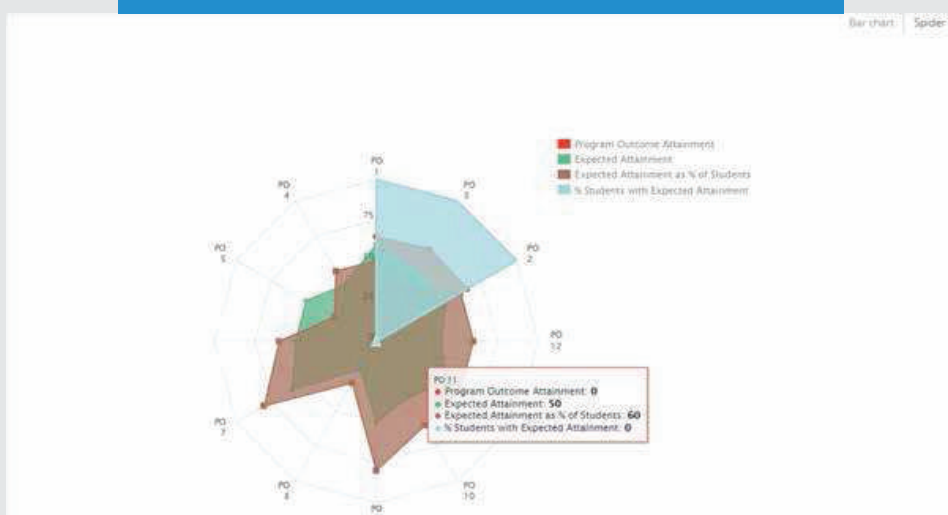 Bar chart Spider
Program Outcome Attainment
Expected Attainment
Expected Attainment as % of Students
% Students with Expected Attainment
PO
1
PO
3
PO
4
75
PO
5
PO
2
PO
12
PO 11
Program Outcome Attainment: 0
Expected Attainment: 50
Expected Attainment as % of Students: 60
% Students with Expected Attainment: 0
PO
7
PO
8
PO
10
PO